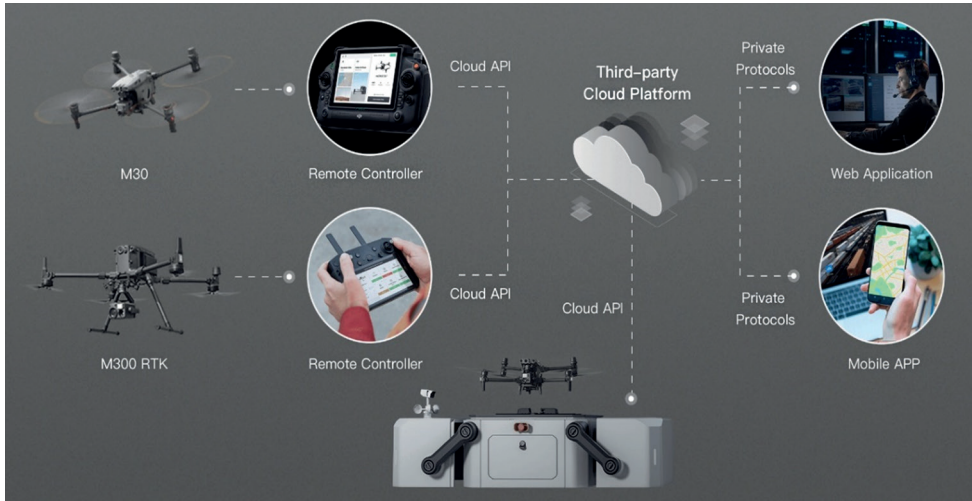 M30
Remote Controller
Cloud API
Third-party
Cloud Platform
Private
Protocols
Web Application
M300 RTK
Remote Controller
Cloud API
Cloud API
Private
Protocols
Mobile APP